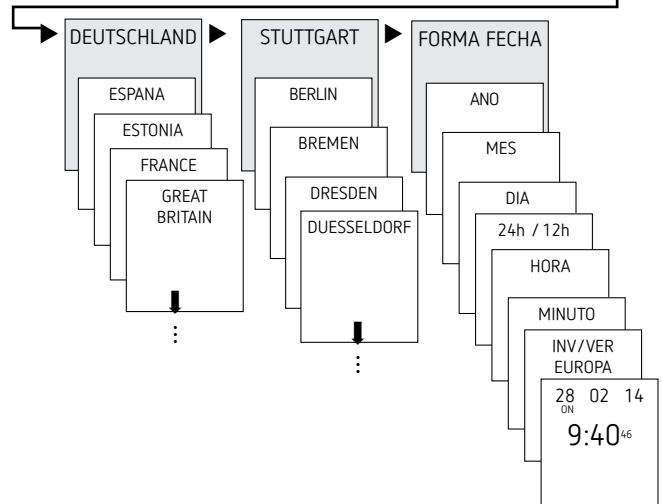 DEUTSCHLAND
ESPANA
ESTONIA
FRANCE
GREAT
BRITAIN
STUTTGART
BERLIN
BREMEN
DRESDEN
DUESSELDORF
FORMA FECHA
ANO
MES
DIA
24h / 12h
HORA
MINUTO
INV/VER
EUROPA
28 02 14
ON
9:40 46